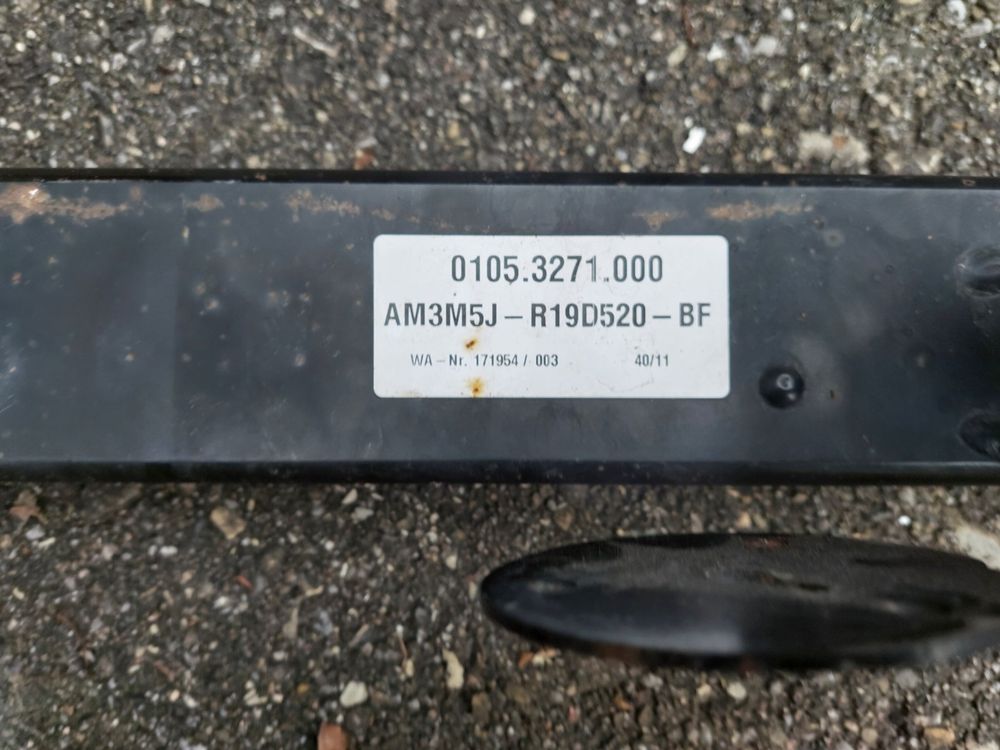 0105.3271.000
AM3M5J-R19D520-BF
WA-Nr. 171954 / 003 40/11